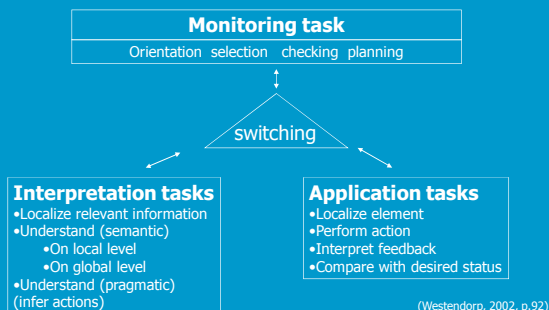 Monitoring task
Orientation selection checking planning
switching
Interpretation tasks
•Localize relevant information
•Understand (semantic)
•On local level
•On global level
•Understand (pragmatic)
(infer actions)
Application tasks
•Localize element
•Perform action
•Interpret feedback
•Compare with desired status
(Westendorp, 2002, p.92)